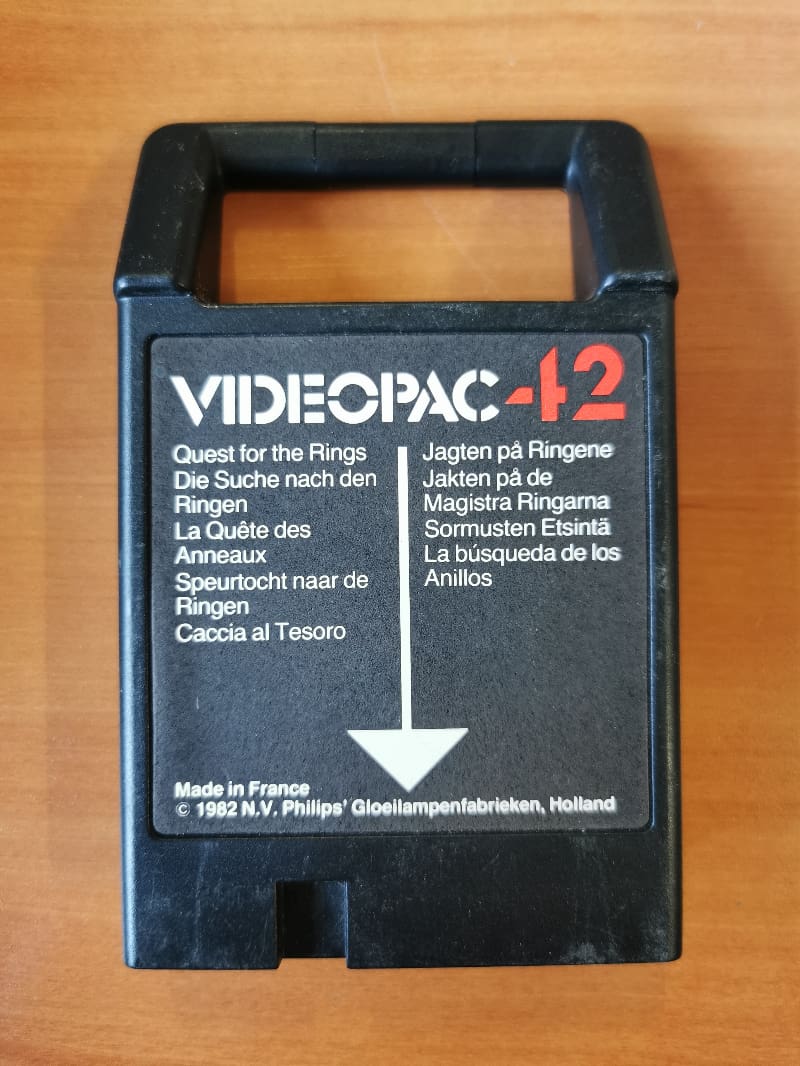 VIDEOPAC 42
Quest for the Rings
Die Suche nach den
Ringen
La Quête des
Anneaux
Speurtocht naar de
Ringen
Caccia al Tesoro
Jagten på Ringene
Jakten på de
Magistra Ringarna
Sormusten Etsintä
La búsqueda de los
Anillos
Made in France
© 1982 N.V. Philips' Gloeilampenfabrieken, Holland